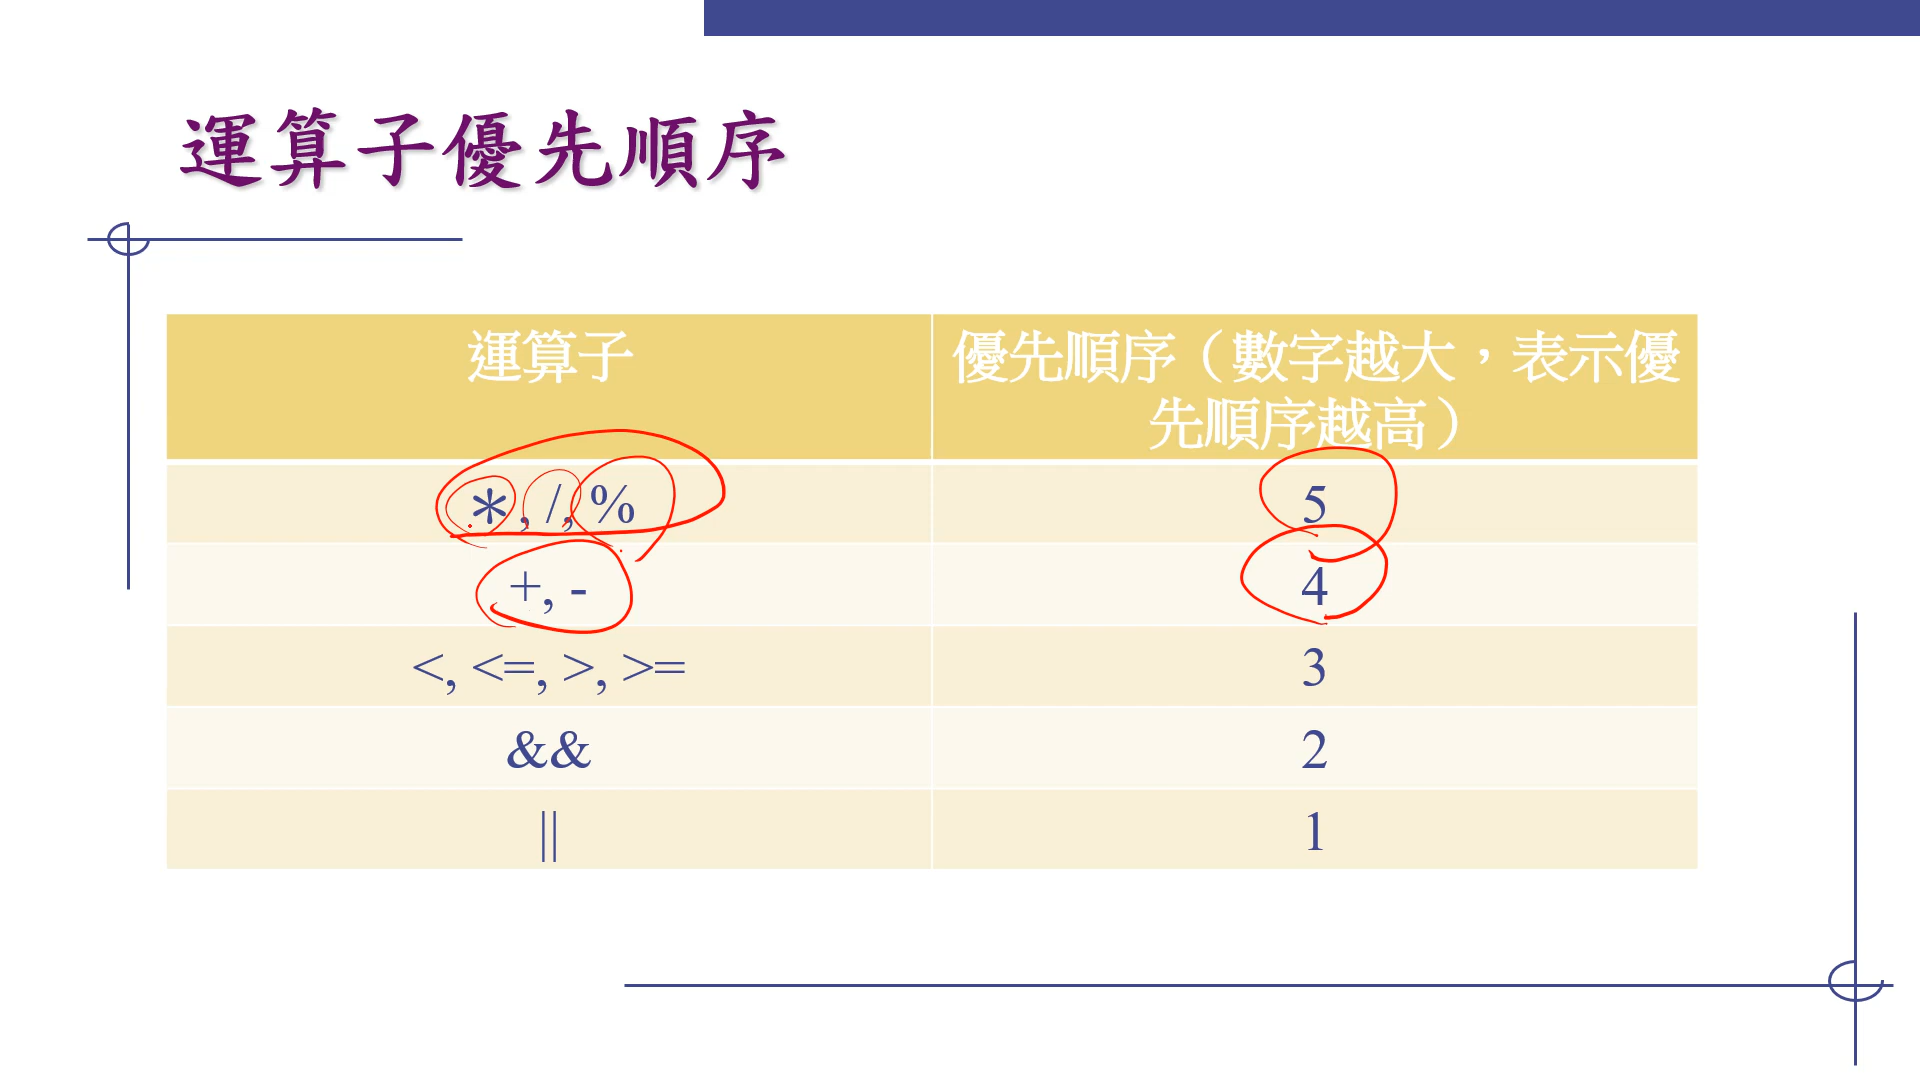 運算子優先順序
運算子
優先順序（數字越大，表示優
先順序越高）
*, /, %
5
+, -
4
<, <=, >, >=
3
&&
2
||
1